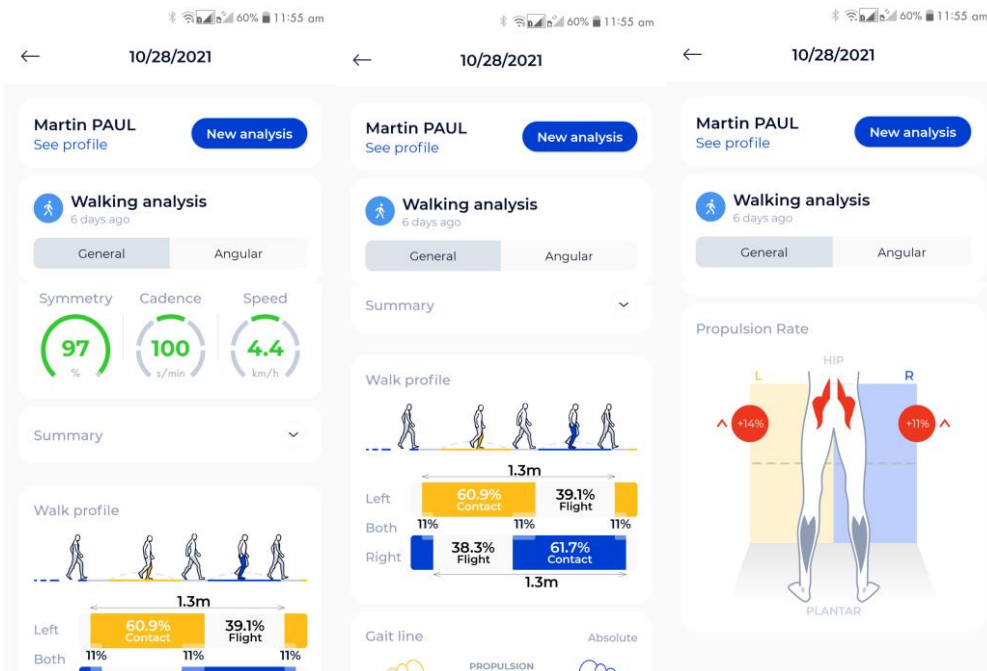 60% 11:55 am
10/28/2021
Martin PAUL
See profile
New analysis
Walking analysis
6 days ago
General Angular
Symmetry Cadence Speed
97 100 4.4
% s/min km/h
Summary
Walk profile
1.3m
Left 60.9% 39.1%
Contact Flight
Both 11% 11% 11%
60% 11:55 am
10/28/2021
Martin PAUL
See profile
New analysis
Walking analysis
6 days ago
General Angular
Summary
Walk profile
1.3m
Left 60.9% 39.1%
Contact Flight
Both 11% 11% 11%
Right 38.3% 61.7%
Flight Contact
1.3m
Gait line Absolute
PROPULSION
60% 11:55 am
10/28/2021
Martin PAUL
See profile
New analysis
Walking analysis
6 days ago
General Angular
Propulsion Rate
HIP
L R
+14% +11%
PLANTAR